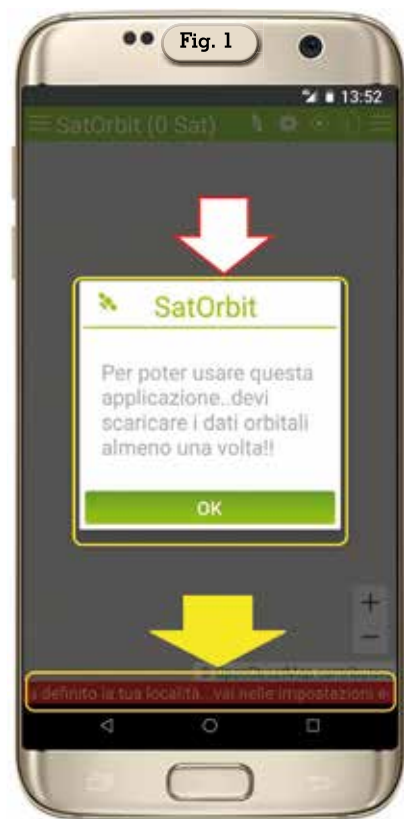 Fig. 1
13:52
SatOrbit (0 Sat)
SatOrbit
Per poter usare questa
applicazione..devi
scaricare i dati orbitali
almeno una volta!!
OK
+
−
definito la tua località.. vai nelle impostazioni e